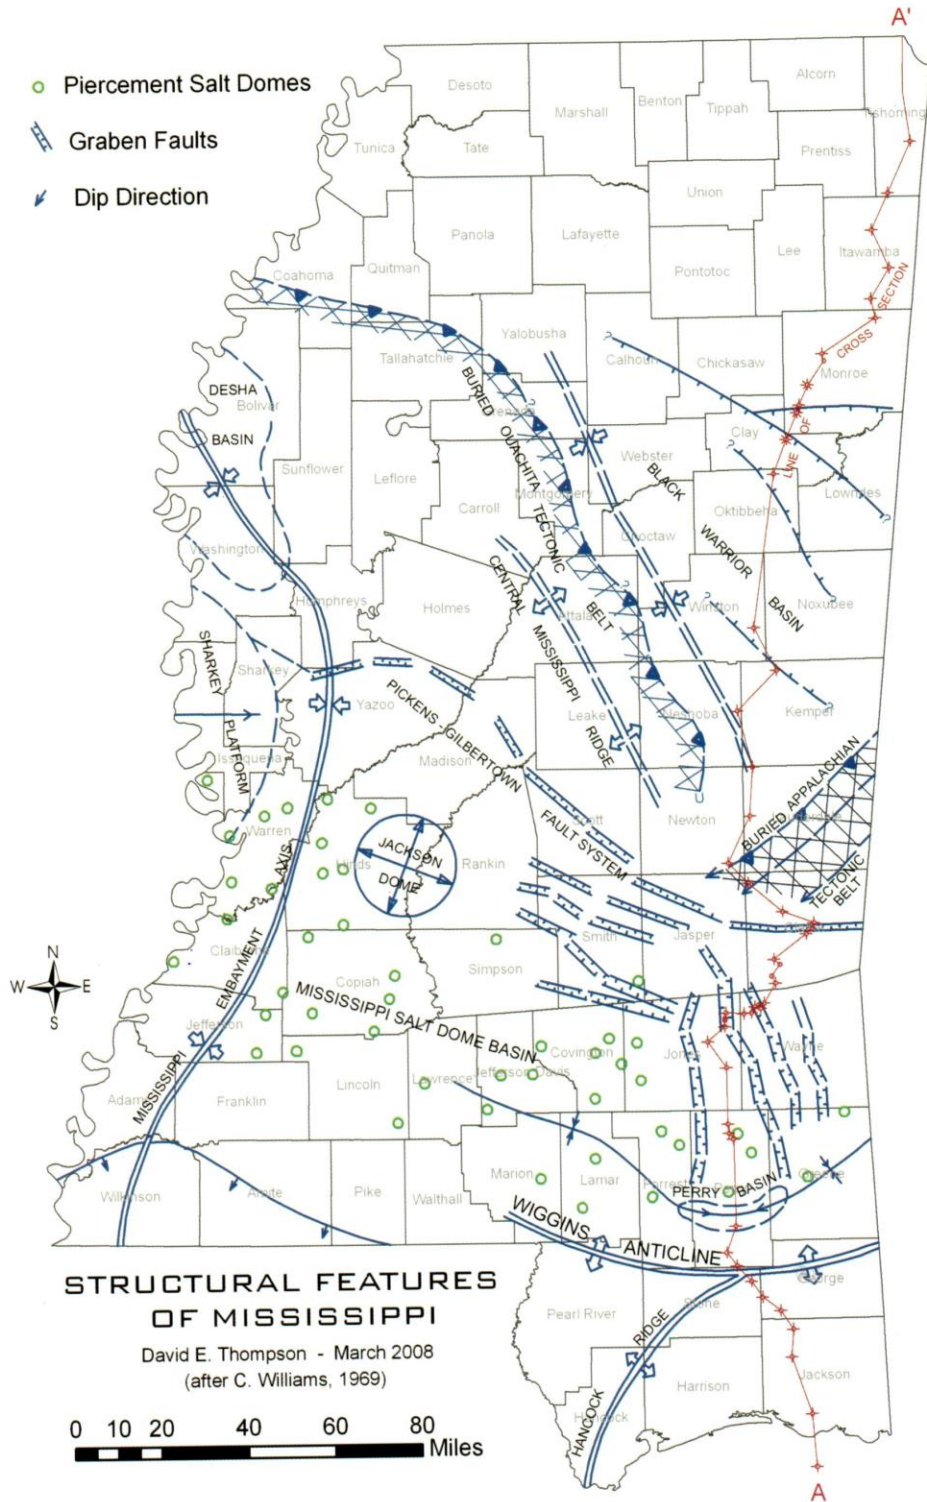 A'
Piercement Salt Domes
Graben Faults
Dip Direction
Desoto
Marshall
Benton
Tippah
Alcorn
Tishomingo
Tunica
Tate
Prentiss
Union
Panola
Lafayette
Lee
Itawamba
Pontotoc
Coahoma
Quitman
Yalobusha
Tallahatchie
Calhoun
Chickasaw
Monroe
LINE OF CROSS SECTION
DESHA
Bolivar
BASIN
Grenada
Clay
Sunflower
Leflore
Webster
Carroll
Montgomery
Oktibbeha
Lowndes
BURIED OUACHITA TECTONIC BELT
BLACK WARRIOR BASIN
Choctaw
Washington
Humphreys
Holmes
Attala
Winston
Noxubee
CENTRAL MISSISSIPPI RIDGE
SHARKEY PLATFORM
Sharkey
Yazoo
Leake
Neshoba
Kemper
PICKENS - GILBERTOWN FAULT SYSTEM
Issaquena
Madison
Scott
Newton
Lauderdale
BURIED APPALACHIAN
TECTONIC
BELT
Warren
Hinds
JACKSON
DOME
Rankin
Smith
Jasper
Clarke
Claiborne
Copiah
Simpson
N
W E
S
MISSISSIPPI EMBAYMENT AXIS
MISSISSIPPI SALT DOME BASIN
Jefferson
Covington
Jones
Wayne
Adams
Franklin
Lincoln
Lawrence
Jefferson Davis
Wilkinson
Amite
Pike
Walthall
Marion
Lamar
Forrest
Perry
Greene
PERRY BASIN
WIGGINS ANTICLINE
George
Pearl River
Stone
HANCOCK RIDGE
Hancock
Harrison
Jackson
STRUCTURAL FEATURES
OF MISSISSIPPI
David E. Thompson - March 2008
(after C. Williams, 1969)
0 10 20 40 60 80
Miles
A